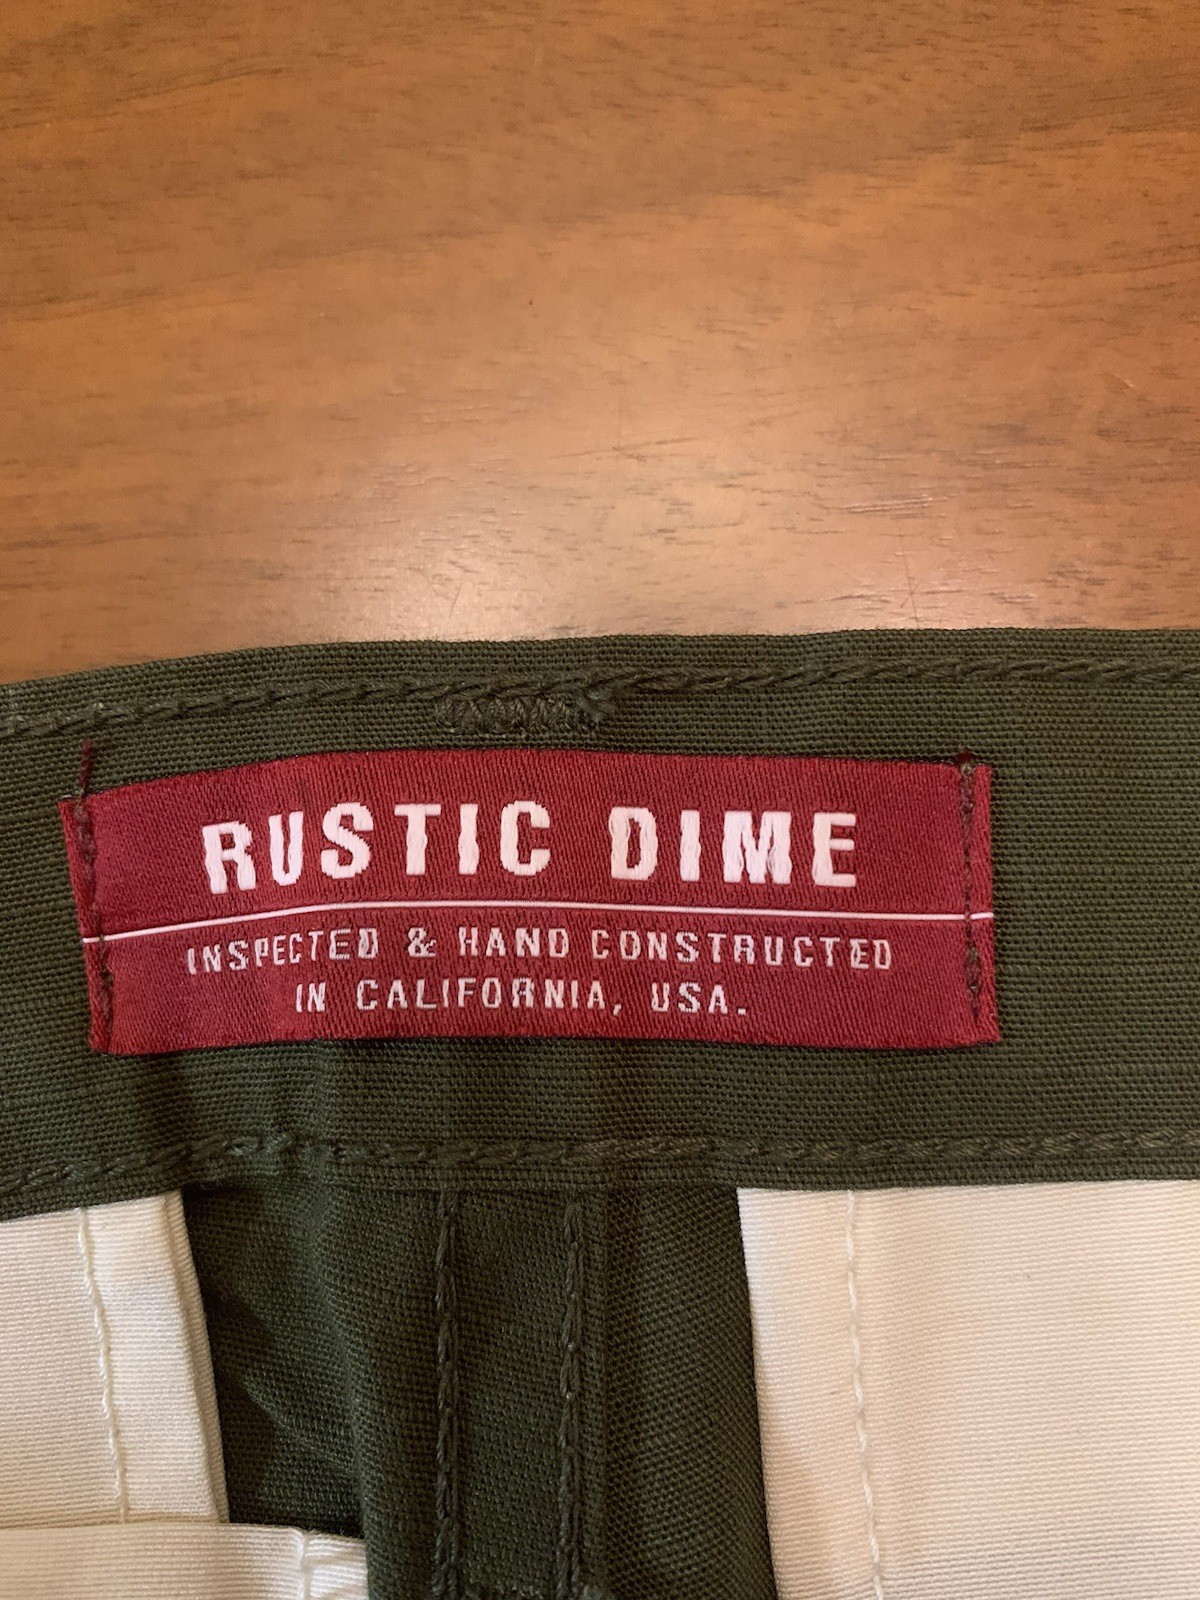 RUSTIC DIME
INSPECTED & HAND CONSTRUCTED
IN CALIFORNIA, USA.